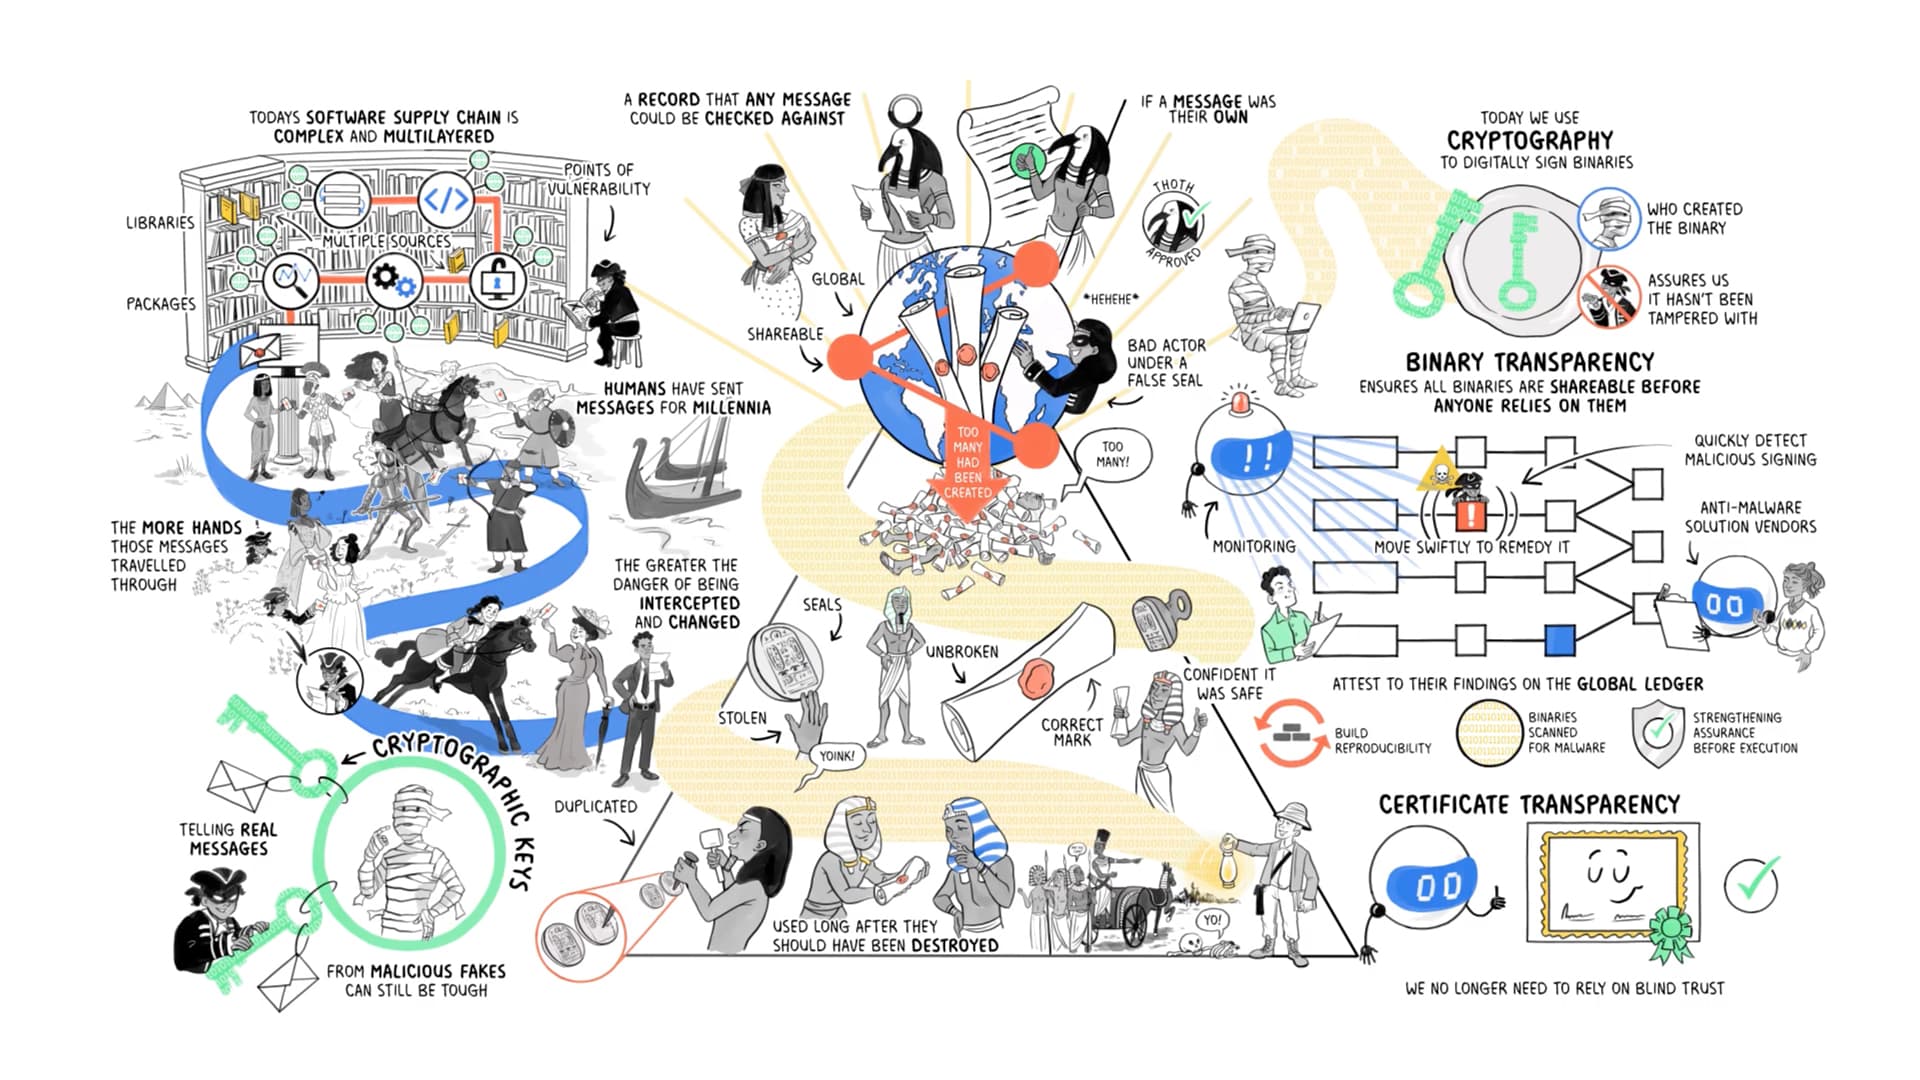 TODAYS SOFTWARE SUPPLY CHAIN IS
COMPLEX AND MULTILAYERED
POINTS OF
VULNERABILITY
LIBRARIES
MULTIPLE SOURCES
PACKAGES
HUMANS HAVE SENT
MESSAGES FOR MILLENNIA
THE MORE HANDS
THOSE MESSAGES
TRAVELLED
THROUGH
THE GREATER THE
DANGER OF BEING
INTERCEPTED
AND CHANGED
CRYPTOGRAPHIC KEYS
TELLING REAL
MESSAGES
FROM MALICIOUS FAKES
CAN STILL BE TOUGH
A RECORD THAT ANY MESSAGE
COULD BE CHECKED AGAINST
IF A MESSAGE WAS
THEIR OWN
THOTH
APPROVED
GLOBAL
SHAREABLE
*HEHEHE*
BAD ACTOR
UNDER A
FALSE SEAL
TOO
MANY
HAD
BEEN
CREATED
TOO
MANY!
SEALS
UNBROKEN
STOLEN
YOINK!
CORRECT
MARK
CONFIDENT IT
WAS SAFE
DUPLICATED
USED LONG AFTER THEY
SHOULD HAVE BEEN DESTROYED
YO!
TODAY WE USE
CRYPTOGRAPHY
TO DIGITALLY SIGN BINARIES
WHO CREATED
THE BINARY
ASSURES US
IT HASN'T BEEN
TAMPERED WITH
BINARY TRANSPARENCY
ENSURES ALL BINARIES ARE SHAREABLE BEFORE
ANYONE RELIES ON THEM
!!
QUICKLY DETECT
MALICIOUS SIGNING
!
MONITORING
MOVE SWIFTLY TO REMEDY IT
ANTI-MALWARE
SOLUTION VENDORS
ATTEST TO THEIR FINDINGS ON THE GLOBAL LEDGER
BUILD
REPRODUCIBILITY
BINARIES
SCANNED
FOR MALWARE
STRENGTHENING
ASSURANCE
BEFORE EXECUTION
CERTIFICATE TRANSPARENCY
WE NO LONGER NEED TO RELY ON BLIND TRUST